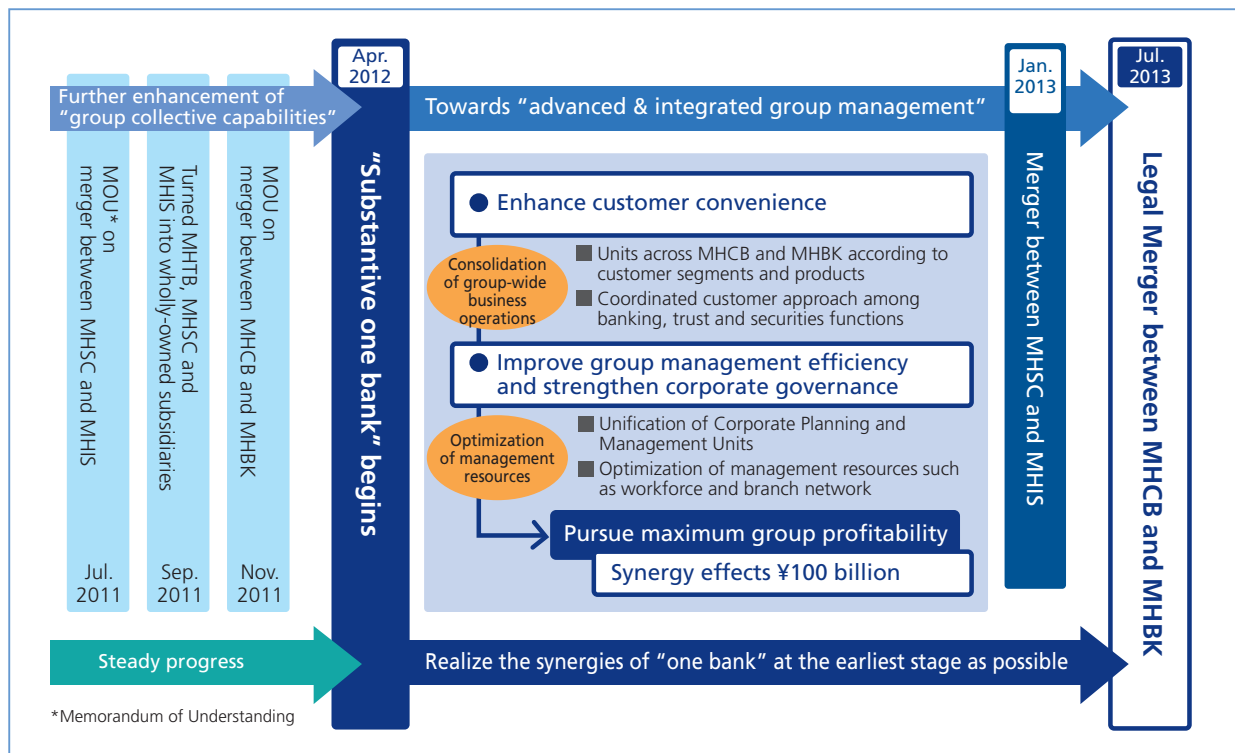 Further enhancement of
“group collective capabilities”
MOU* on
merger between MHSC and MHIS
Jul.
2011
Turned MHTB, MHSC and
MHIS into wholly-owned subsidiaries
Sep.
2011
MOU on
merger between MHCB and MHBK
Nov.
2011
Steady progress
*Memorandum of Understanding
Apr.
2012
“Substantive one bank” begins
Towards “advanced & integrated group management”
Enhance customer convenience
Consolidation
of group-wide
business
operations
■ Units across MHCB and MHBK according to
customer segments and products
■ Coordinated customer approach among
banking, trust and securities functions
Improve group management efficiency
and strengthen corporate governance
Optimization
of management
resources
■ Unification of Corporate Planning and
Management Units
■ Optimization of management resources such
as workforce and branch network
Pursue maximum group profitability
Synergy effects ¥100 billion
Realize the synergies of “one bank” at the earliest stage as possible
Jan.
2013
Merger between MHSC and MHIS
Jul.
2013
Legal Merger between MHCB and MHBK